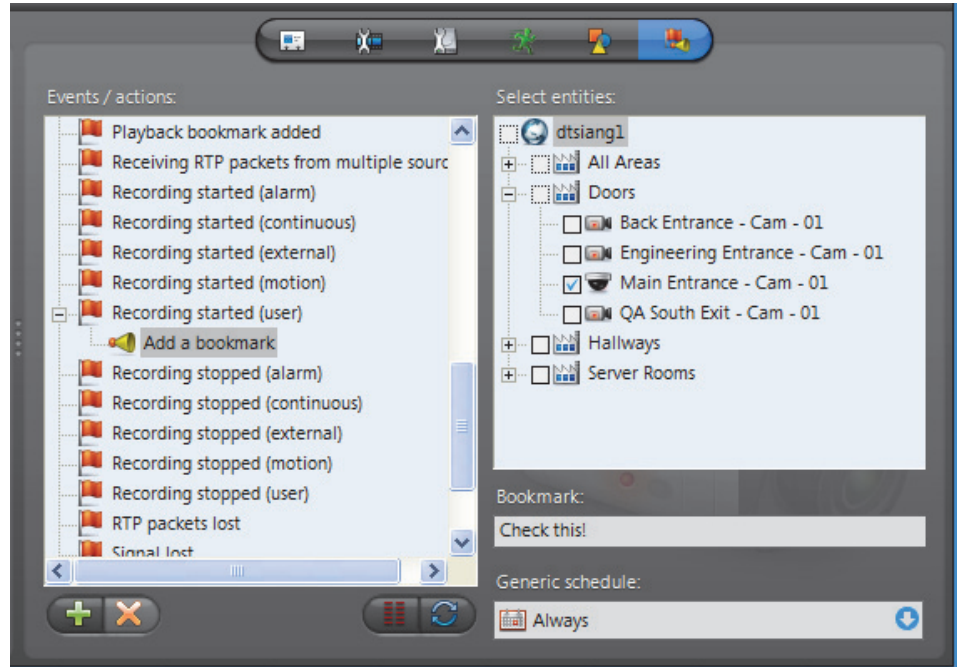 Events / actions:
Playback bookmark added
Receiving RTP packets from multiple sourc
Recording started (alarm)
Recording started (continuous)
Recording started (external)
Recording started (motion)
Recording started (user)
Add a bookmark
Recording stopped (alarm)
Recording stopped (continuous)
Recording stopped (external)
Recording stopped (motion)
Recording stopped (user)
RTP packets lost
Signal lost
Select entities:
dtsiang1
All Areas
Doors
Back Entrance - Cam - 01
Engineering Entrance - Cam - 01
Main Entrance - Cam - 01
QA South Exit - Cam - 01
Hallways
Server Rooms
Bookmark:
Check this!
Generic schedule:
Always